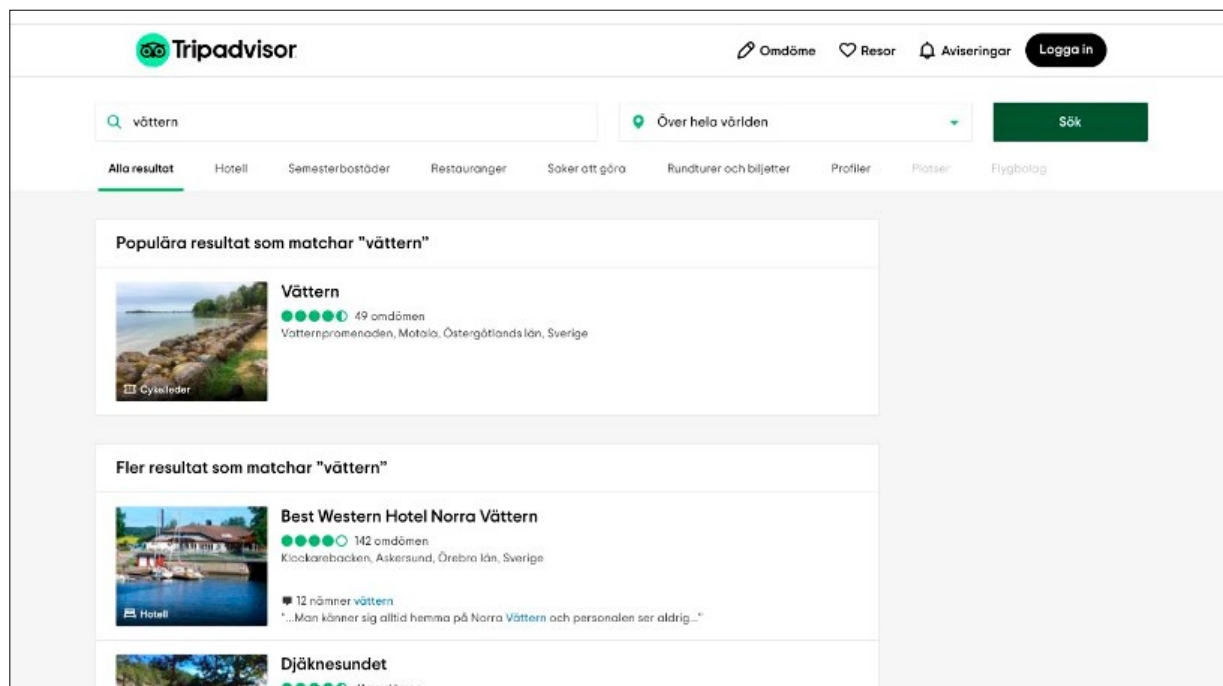 Tripadvisor
Omdöme Resor Aviseringar Logga in
vättern Över hela världen Sök
Alla resultat Hotell Semesterbostäder Restauranger Saker att göra Rundturer och biljetter Profiler Platser Flygbolag
Populära resultat som matchar "vättern"
Vättern
49 omdömen
Vatternpromenaden, Motala, Östergötlands län, Sverige
Cykelleder
Fler resultat som matchar "vättern"
Best Western Hotel Norra Vättern
142 omdömen
Klockarebacken, Askersund, Örebro län, Sverige
12 nämner vättern
"...Man känner sig alltid hemma på Norra Vättern och personalen ser aldrig..."
Hotell
Djäknesundet